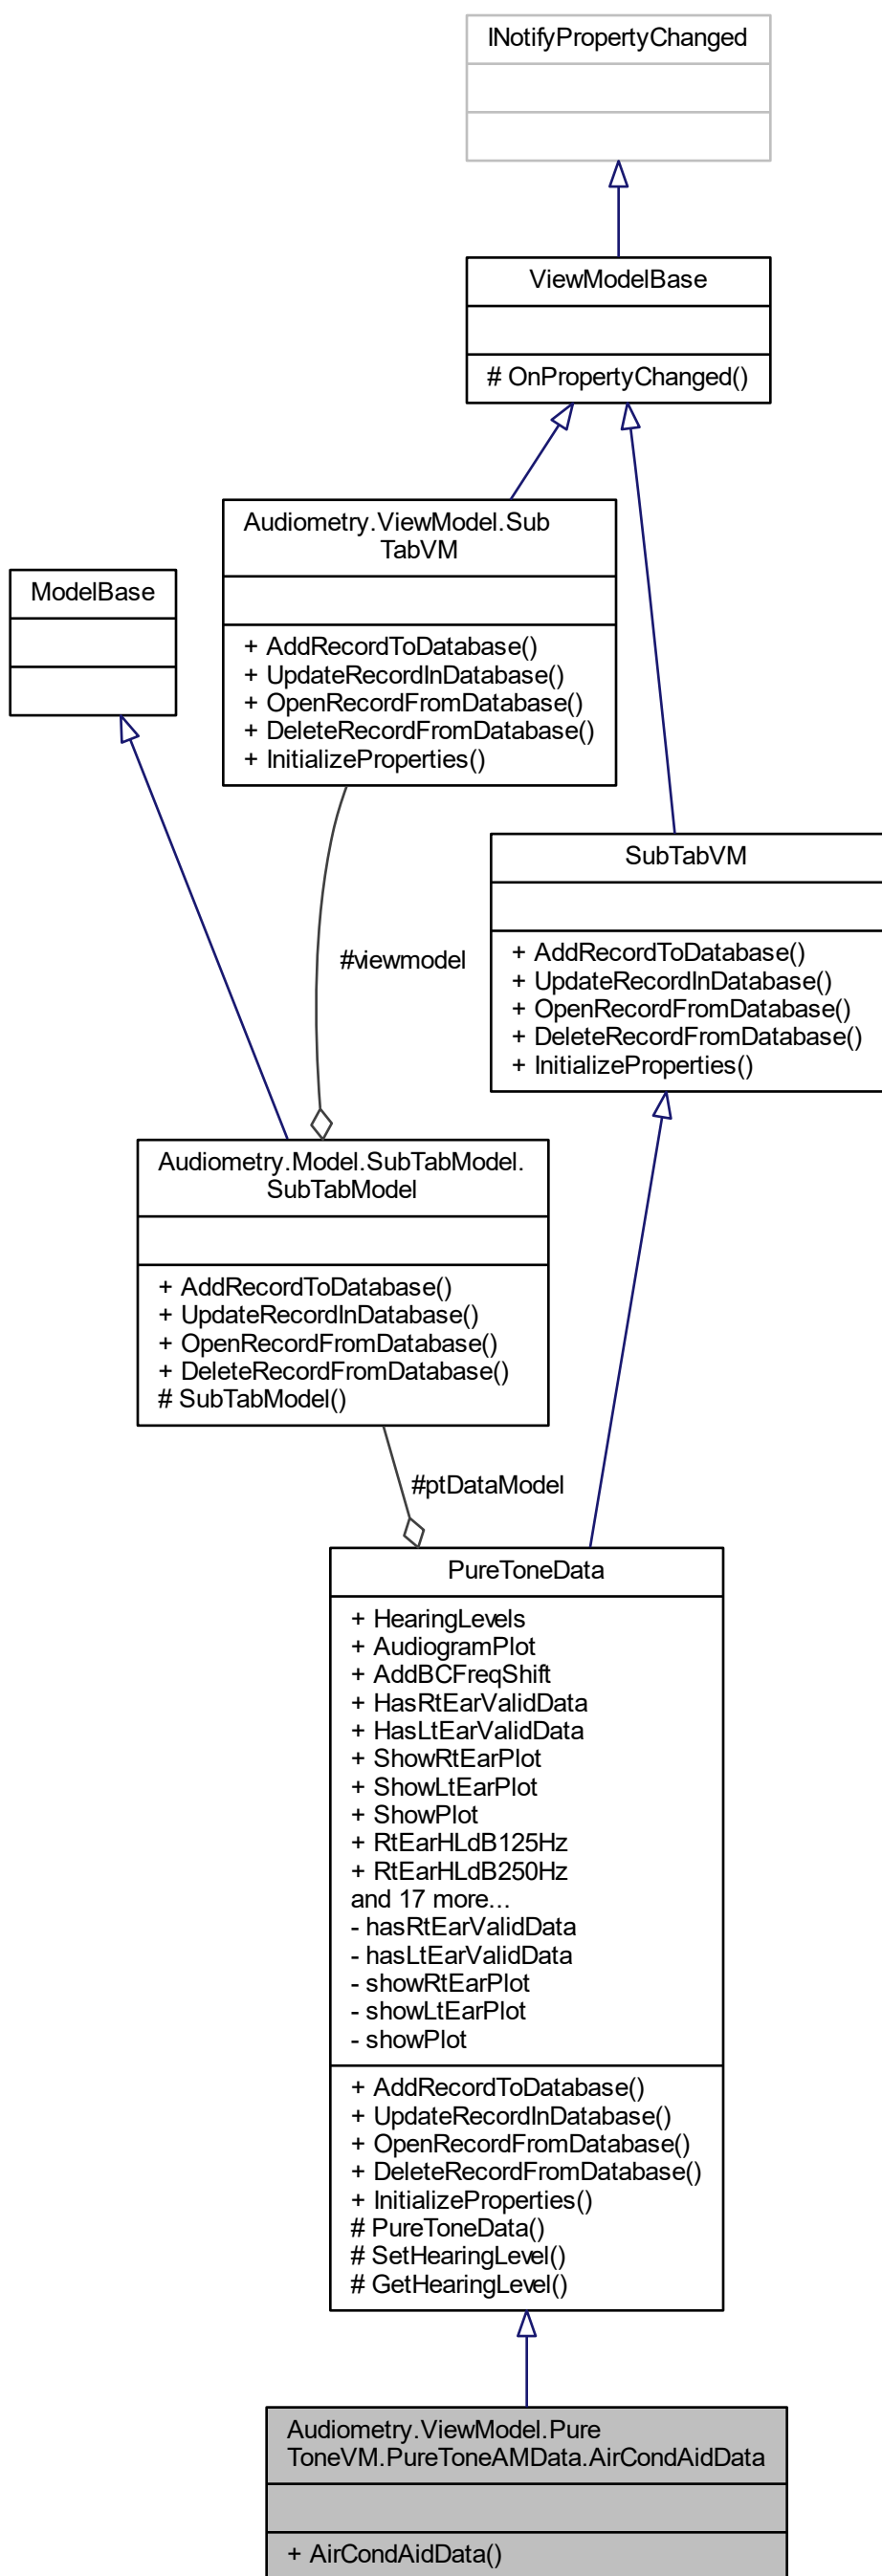 INotifyPropertyChanged
ViewModelBase
# OnPropertyChanged()
Audiometry.ViewModel.Sub
TabVM
+ AddRecordToDatabase()
+ UpdateRecordInDatabase()
+ OpenRecordFromDatabase()
+ DeleteRecordFromDatabase()
+ InitializeProperties()
ModelBase
SubTabVM
+ AddRecordToDatabase()
+ UpdateRecordInDatabase()
+ OpenRecordFromDatabase()
+ DeleteRecordFromDatabase()
+ InitializeProperties()
#viewmodel
Audiometry.Model.SubTabModel.
SubTabModel
+ AddRecordToDatabase()
+ UpdateRecordInDatabase()
+ OpenRecordFromDatabase()
+ DeleteRecordFromDatabase()
# SubTabModel()
#ptDataModel
PureToneData
+ HearingLevels
+ AudiogramPlot
+ AddBCFreqShift
+ HasRtEarValidData
+ HasLtEarValidData
+ ShowRtEarPlot
+ ShowLtEarPlot
+ ShowPlot
+ RtEarHLdB125Hz
+ RtEarHLdB250Hz
and 17 more...
- hasRtEarValidData
- hasLtEarValidData
- showRtEarPlot
- showLtEarPlot
- showPlot
+ AddRecordToDatabase()
+ UpdateRecordInDatabase()
+ OpenRecordFromDatabase()
+ DeleteRecordFromDatabase()
+ InitializeProperties()
# PureToneData()
# SetHearingLevel()
# GetHearingLevel()
Audiometry.ViewModel.Pure
ToneVM.PureToneAMData.AirCondAidData
+ AirCondAidData()